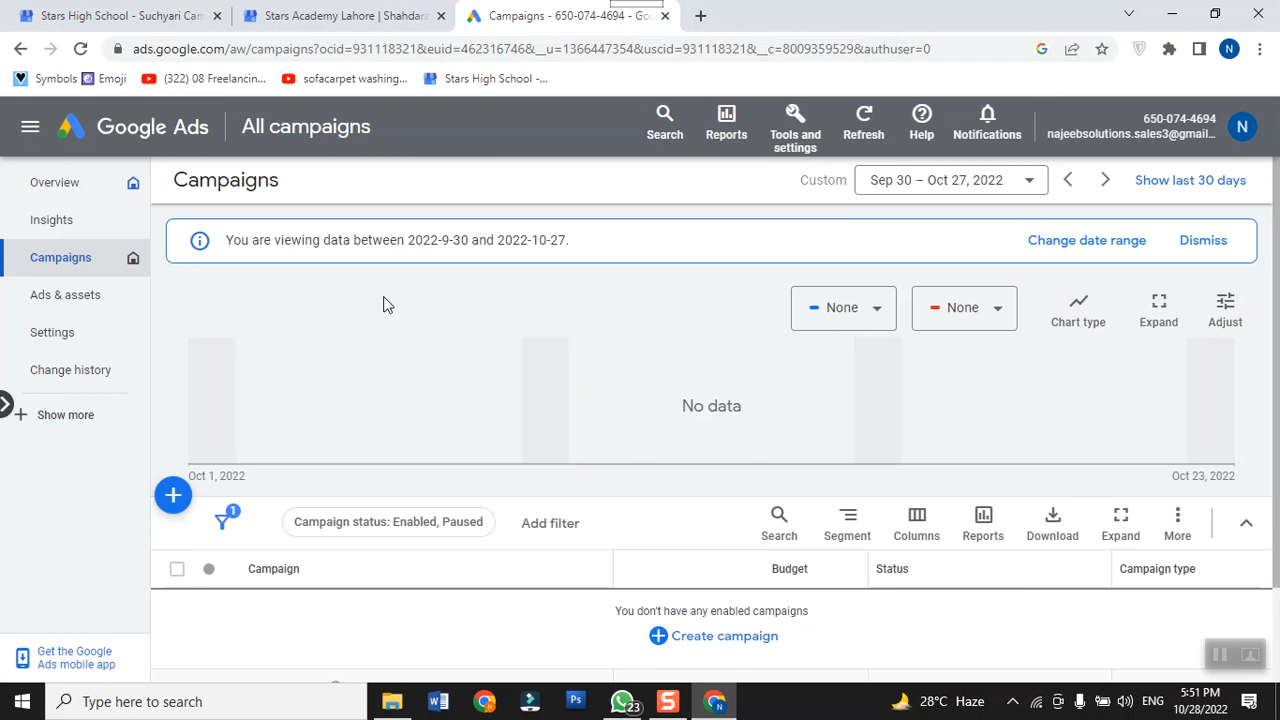 Stars High School - Suchyari Cam
Stars Academy Lahore | Shahdara
Campaigns - 650-074-4694 - Goo
ads.google.com/aw/campaigns?ocid=931118321&euid=462316746&__u=1366447354&uscid=931118321&__c=8009359529&authuser=0
N
Symbols
Emoji
(322) 08 Freelancin...
sofacarpet washing...
Stars High School -...
Google Ads
All campaigns
Search
Reports
Tools and
settings
Refresh
Help
Notifications
650-074-4694
najeebsolutions.sales3@gmail...
N
Overview
Insights
Campaigns
Ads & assets
Settings
Change history
Show more
Get the Google
Ads mobile app
Campaigns
Custom
Sep 30 – Oct 27, 2022
Show last 30 days
You are viewing data between 2022-9-30 and 2022-10-27.
Change date range
Dismiss
None
None
Chart type
Expand
Adjust
No data
Oct 1, 2022
Oct 23, 2022
1
Campaign status: Enabled, Paused
Add filter
Search
Segment
Columns
Reports
Download
Expand
More
Campaign
Budget
Status
Campaign type
You don't have any enabled campaigns
Create campaign
Type here to search
W
Ps
23
S
N
28°C Haze
ENG
5:51 PM
10/28/2022